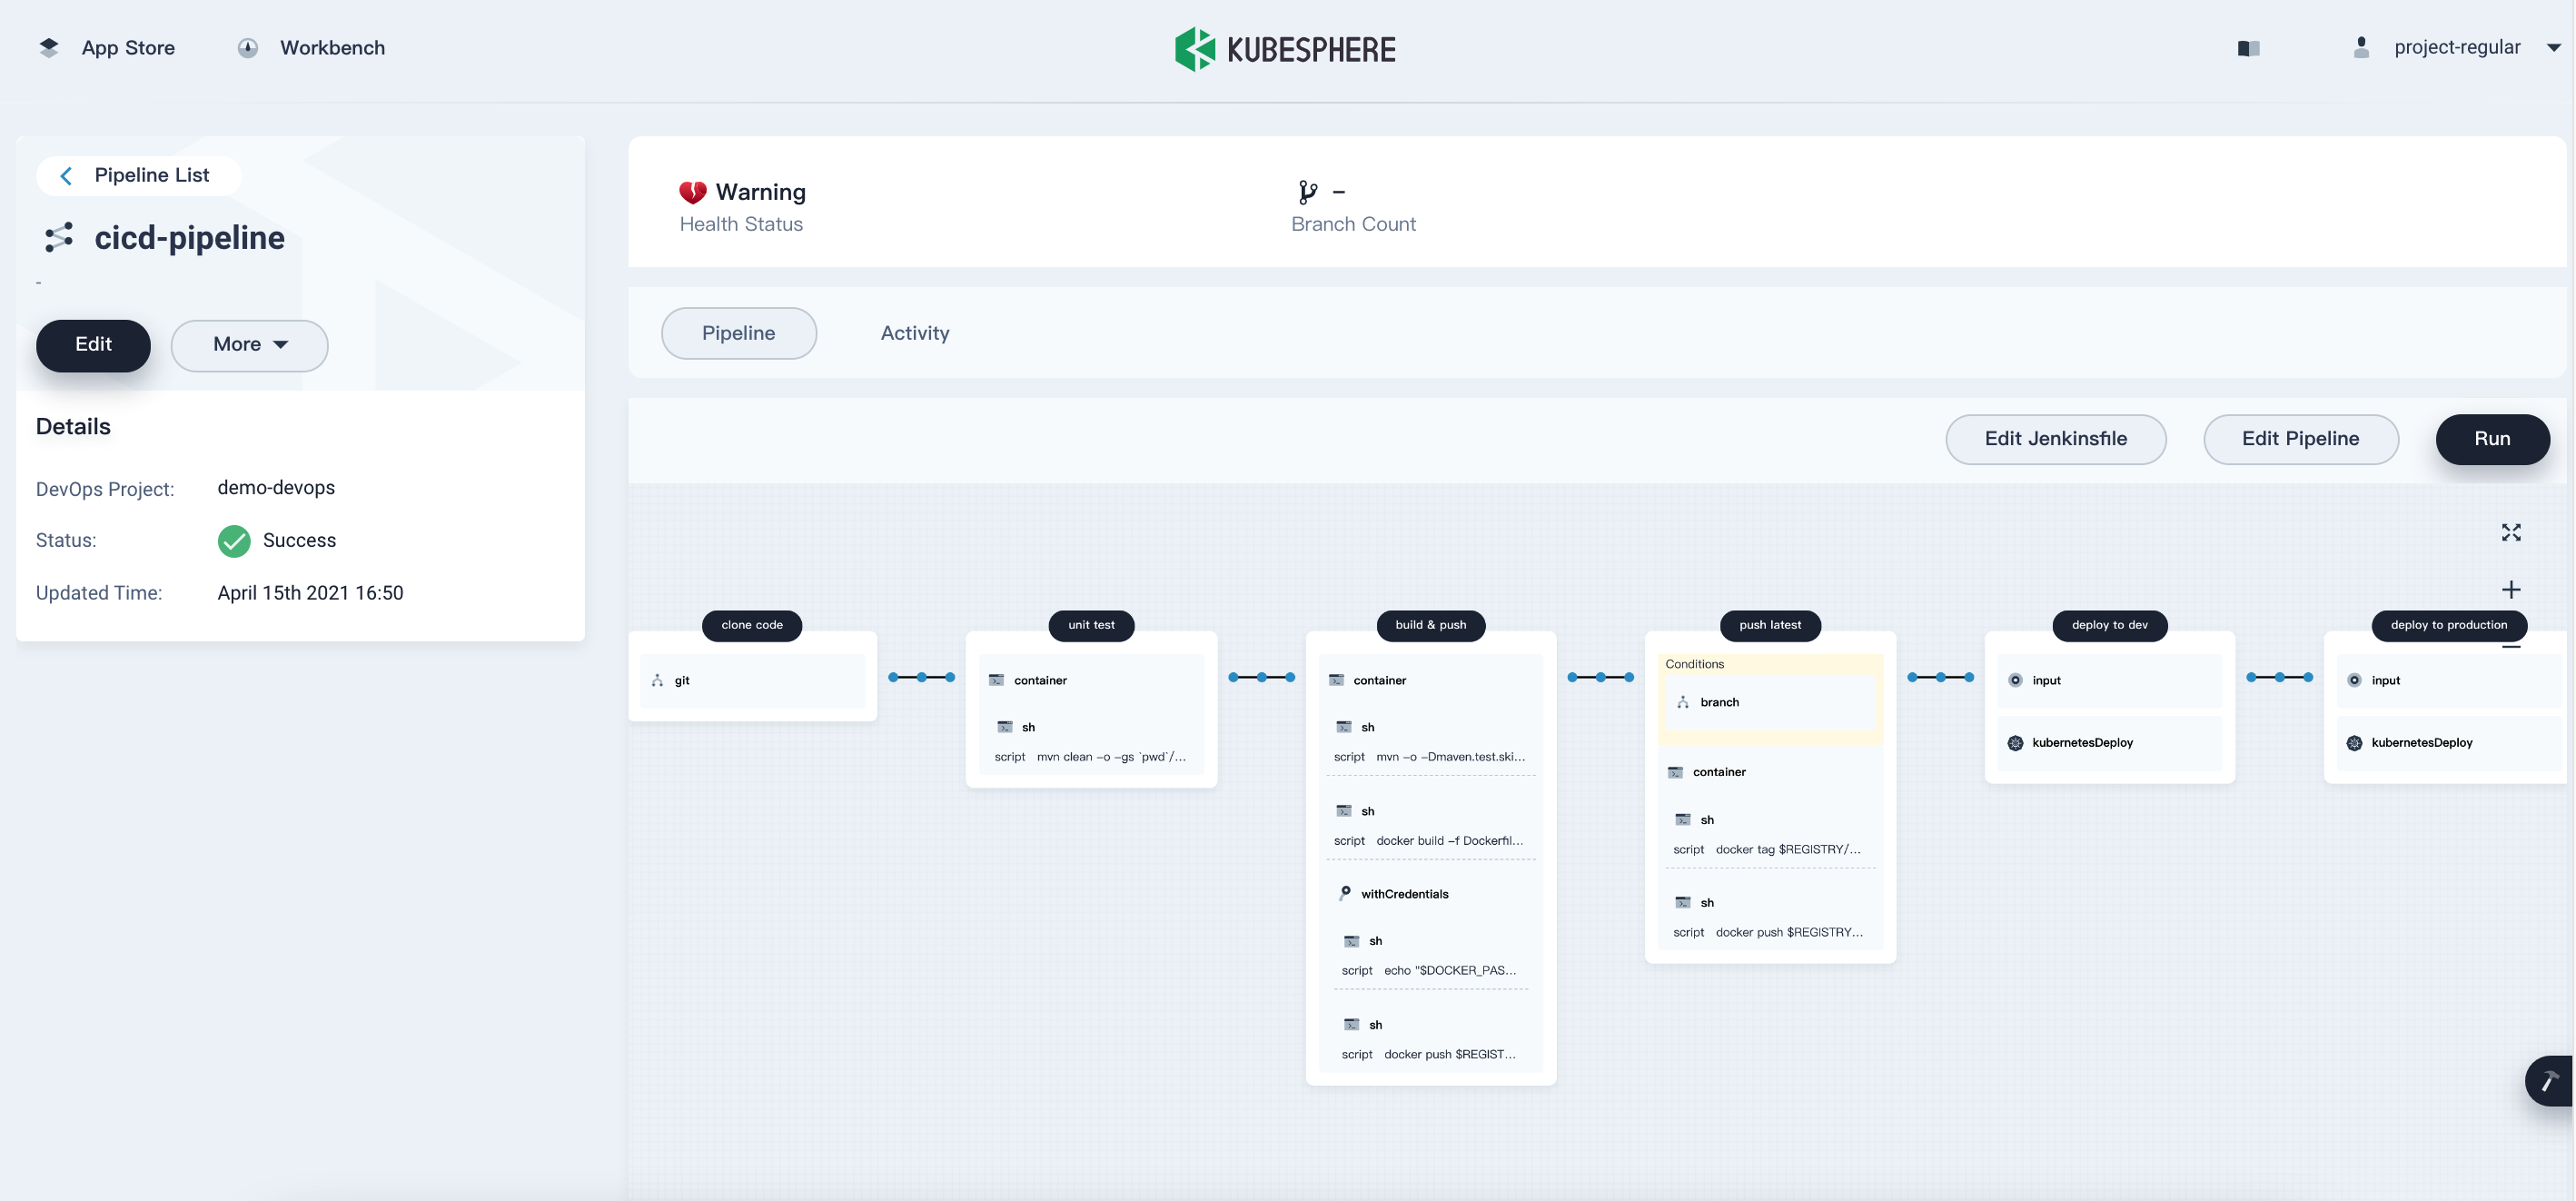 App Store
Workbench
KUBESPHERE
project-regular
Pipeline List
cicd-pipeline
-
Edit
More
Details
DevOps Project: demo-devops
Status: Success
Updated Time: April 15th 2021 16:50
Warning
Health Status
–
Branch Count
Pipeline
Activity
Edit Jenkinsfile
Edit Pipeline
Run
clone code
git
unit test
container
sh
script mvn clean –o –gs `pwd`/...
build & push
container
sh
script mvn –o –Dmaven.test.ski...
sh
script docker build –f Dockerfil...
withCredentials
sh
script echo "$DOCKER_PAS...
sh
script docker push $REGIST...
push latest
Conditions
branch
container
sh
script docker tag $REGISTRY/...
sh
script docker push $REGISTRY...
deploy to dev
input
kubernetesDeploy
deploy to production
input
kubernetesDeploy